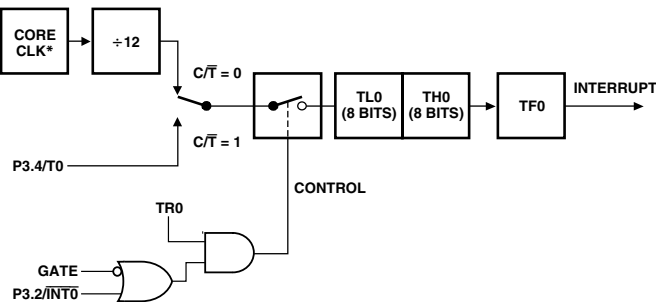 CORE
CLK*
÷12
C/T̅ = 0
C/T̅ = 1
TL0
(8 BITS)
TH0
(8 BITS)
TF0
INTERRUPT
P3.4/T0
CONTROL
TR0
GATE
P3.2/I̅N̅T̅0̅